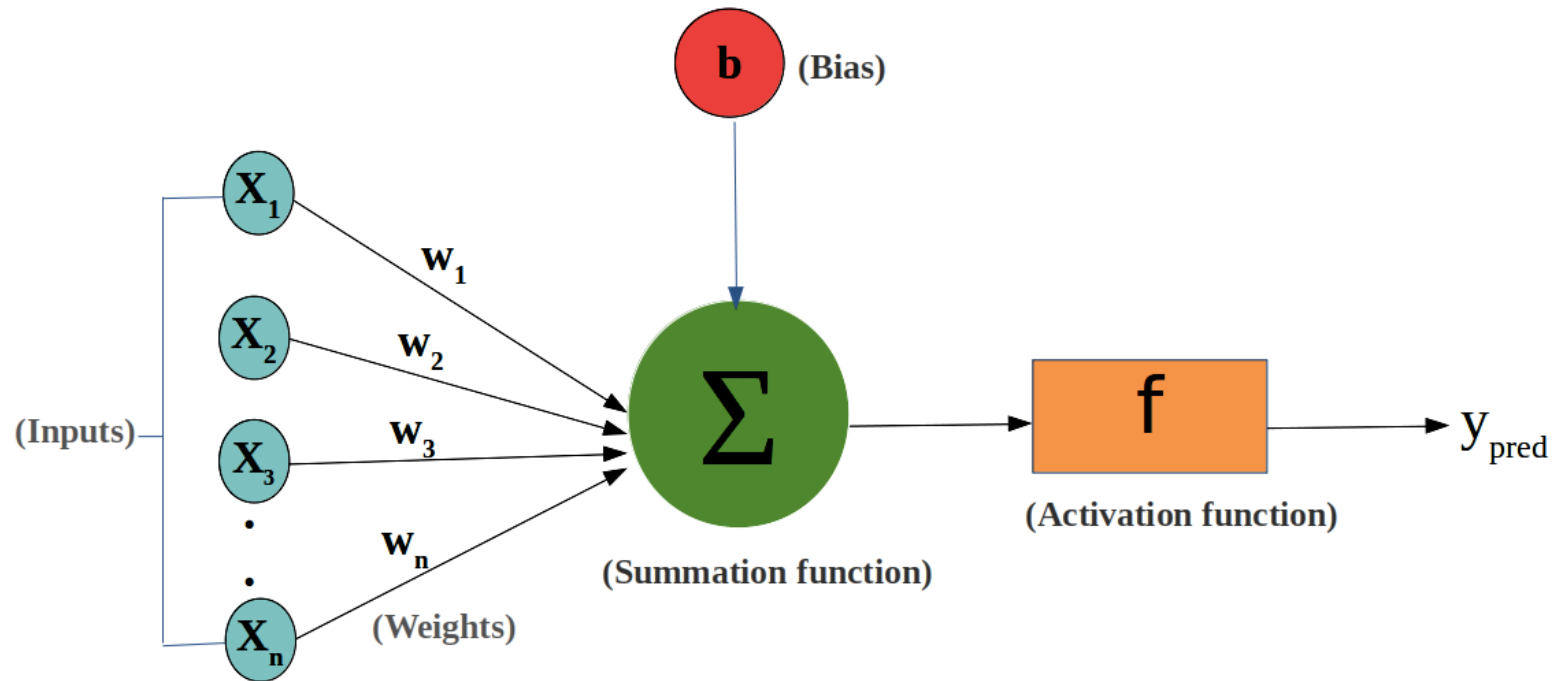 b (Bias)
X1
w1
X2
w2
(Inputs)
X3
w3
Σ
f
ypred
(Activation function)
wn
(Summation function)
Xn
(Weights)